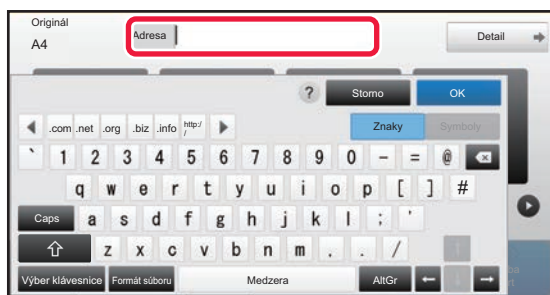 Originál
A4
Adresa
Detail
?
Storno
OK
.com .net .org .biz .info http:/ /
Znaky
Symboly
` 1 2 3 4 5 6 7 8 9 0 - = @
q w e r t y u i o p [ ] #
Caps a s d f g h j k l ; '
z x c v b n m , . /
Výber klávesnice
Formát súboru
Medzera
AltGr